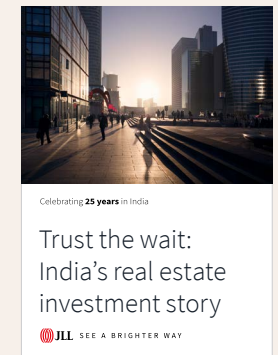 Celebrating 25 years in India
Trust the wait:
India's real estate
investment story
JLL SEE A BRIGHTER WAY